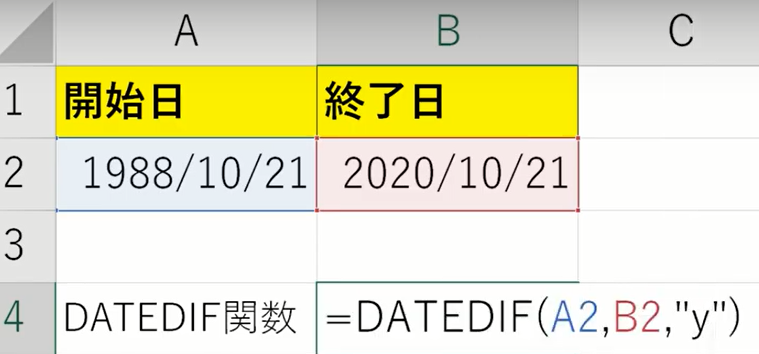 A B C
1 開始日 終了日
2 1988/10/21 2020/10/21
3
4 DATEDIF関数 =DATEDIF(A2,B2,"y")